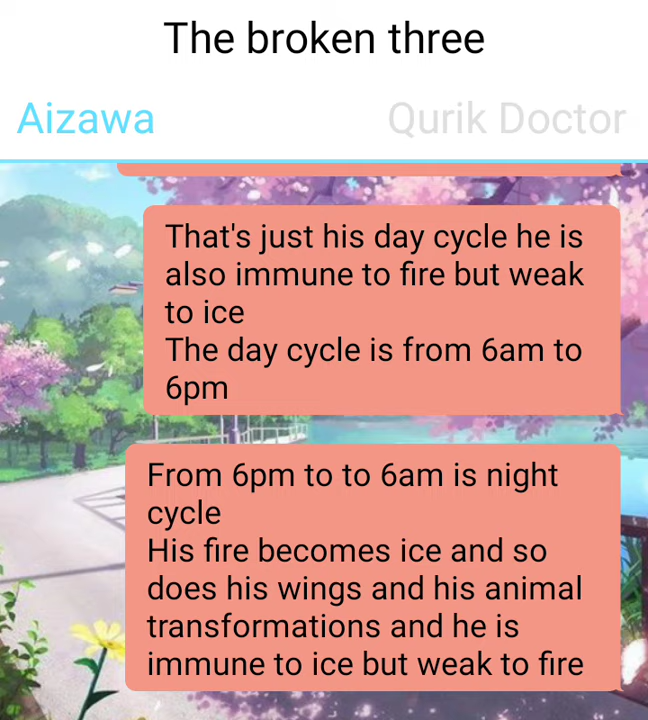 The broken three
Aizawa
Qurik Doctor
That's just his day cycle he is
also immune to fire but weak
to ice
The day cycle is from 6am to
6pm
From 6pm to to 6am is night
cycle
His fire becomes ice and so
does his wings and his animal
transformations and he is
immune to ice but weak to fire